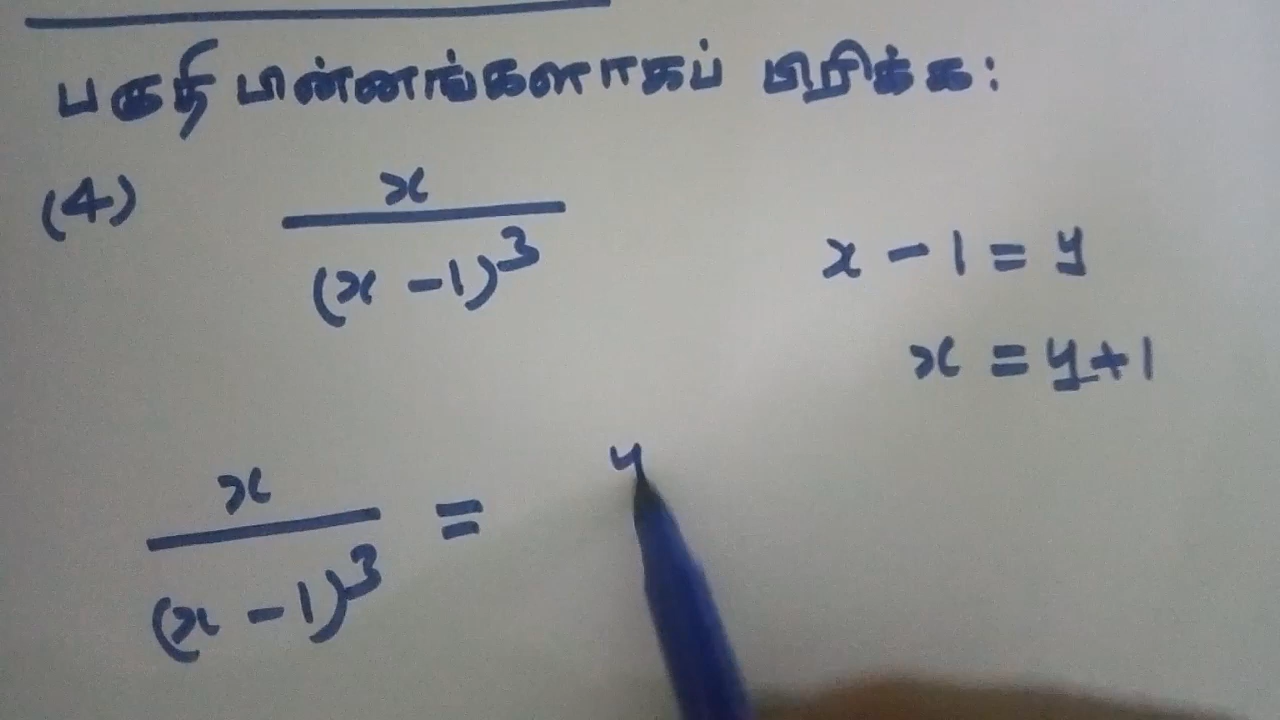 பகுதி பின்னங்களாகப் பிரிக்க:
(4) x / (x - 1)^3
x - 1 = y
x = y + 1
x / (x - 1)^3 = y